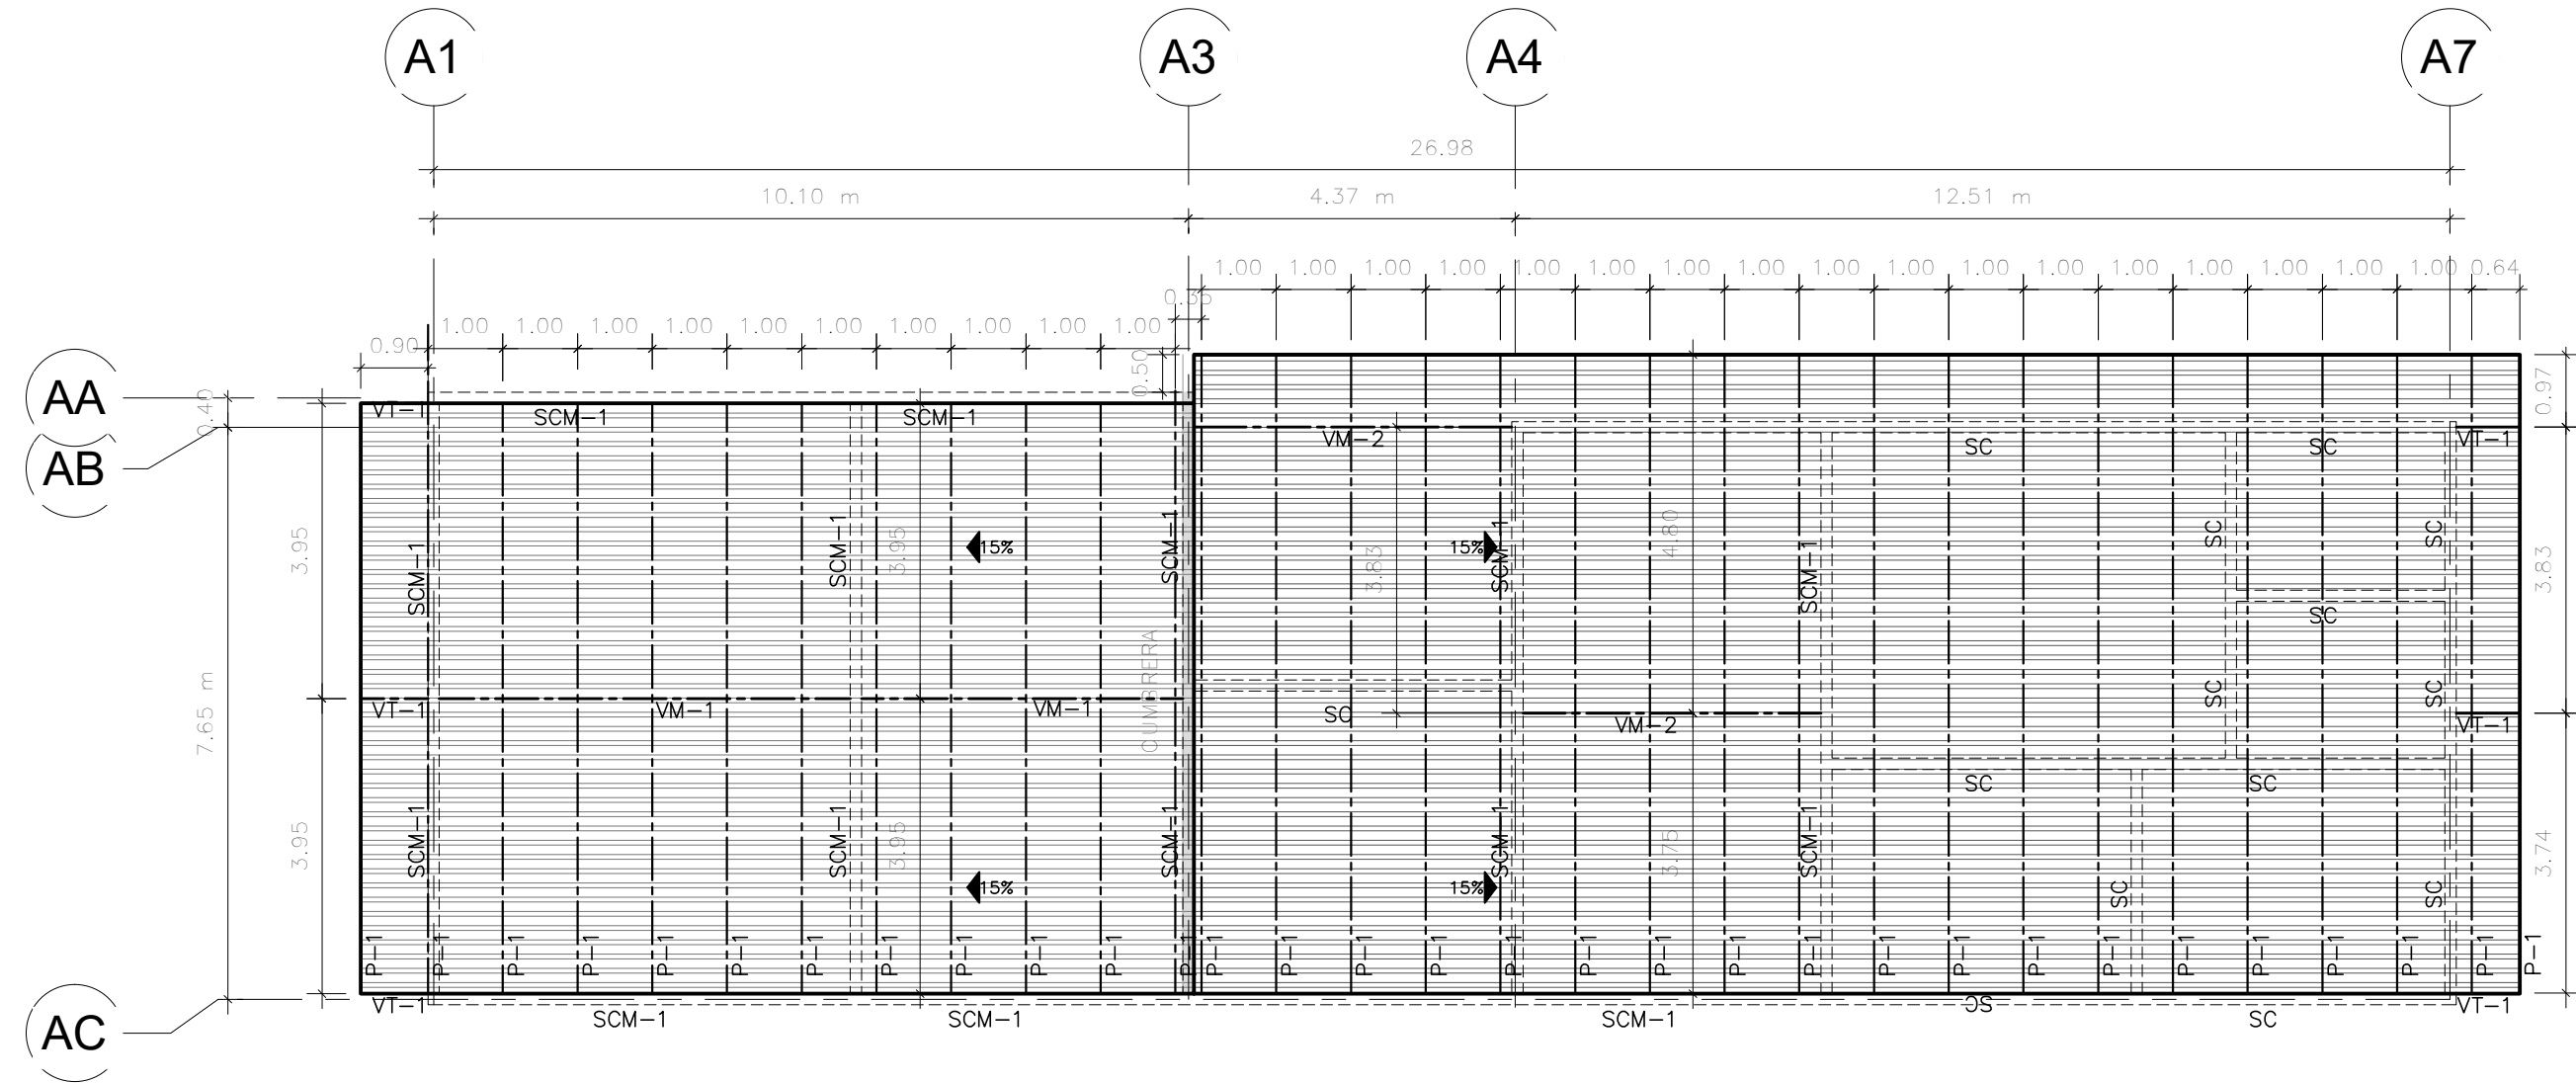 A1 A3 A4 A7
26.98
10.10 m 4.37 m 12.51 m
1.00 1.00 1.00 1.00 1.00 1.00 1.00 1.00 1.00 1.00 1.00 1.00 1.00 1.00 1.00 1.00 1.00 0.64
0.35
1.00 1.00 1.00 1.00 1.00 1.00 1.00 1.00 1.00 1.00
0.90
0.50
0.97
AA
0.40
VT-1 SCM-1 SCM-1
VM-2 SC SC VT-1
AB
3.95 SCM-1 SCM-1 3.95 15% SCM-1 3.83 15% SCM-1 4.80 SCM-1 SC SC 3.83
SC
CUMBRERA
7.65 m
SC SC
VT-1 VM-1 VM-1 SC VM-2 VT-1
SC SC
3.95 SCM-1 SCM-1 3.95 SCM-1 SCM-1 3.75 SCM-1 3.74
15% 15% SC SC
P-1 P-1 P-1 P-1 P-1 P-1 P-1 P-1 P-1 P-1 P-1 P-1 P-1 P-1 P-1 P-1 P-1 P-1 P-1 P-1 P-1 P-1 P-1 P-1 P-1 P-1 P-1 P-1 P-1 P-1
VT-1 SC VT-1
SCM-1 SCM-1 SCM-1 SC
AC